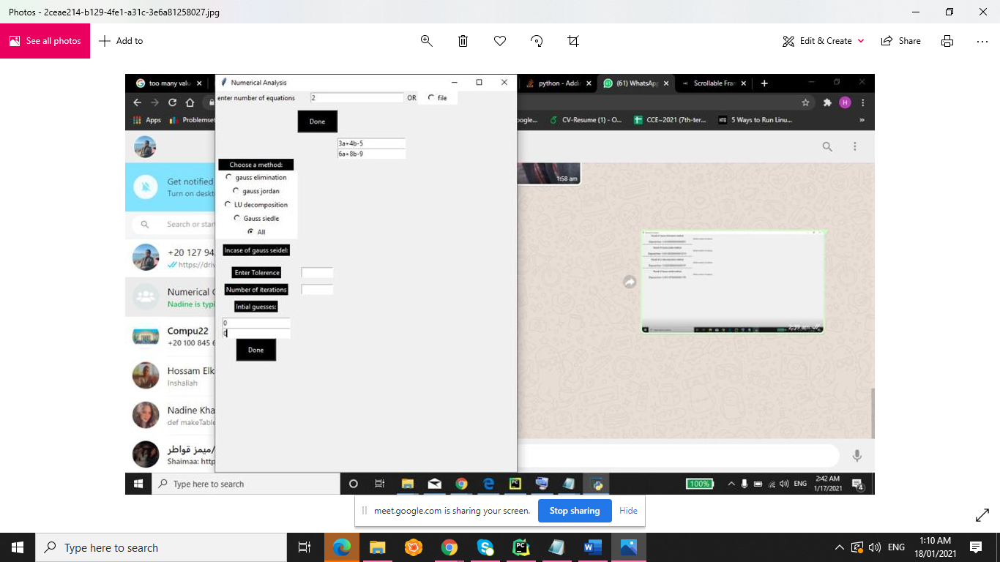 Photos - 2ceae214-b129-4fe1-a31c-3e6a81258027.jpg
See all photos
Add to
Edit & Create
Share
too many valu
Numerical Analysis
python - Addi
(61) WhatsApp
Scrollable Fran
enter number of equations
2
OR
file
H
Apps
Problemset
Done
oogle...
CV-Resume (1) - O...
CCE~2021 (7th-ter...
5 Ways to Run Linu...
3a+4b-5
6a+8b-9
Choose a method:
gauss elimination
gauss jordan
LU decomposition
Gauss siedle
All
Incase of gauss seidel:
Enter Tolerence
Number of iterations
Intial guesses:
0
0
Done
Get notified
Turn on deskt
Search or star
+20 127 94
https://driv
Numerical
Nadine is typi
Compu22
+20 100 845 6
Hossam Elk
Inshallah
Nadine Kha
def makeTable
ميمز قواطر/
Shaimaa: http
1:58 am
2:39 am
Type here to search
100%
ENG
2:42 AM
1/17/2021
4
meet.google.com is sharing your screen.
Stop sharing
Hide
Type here to search
ENG
1:10 AM
18/01/2021